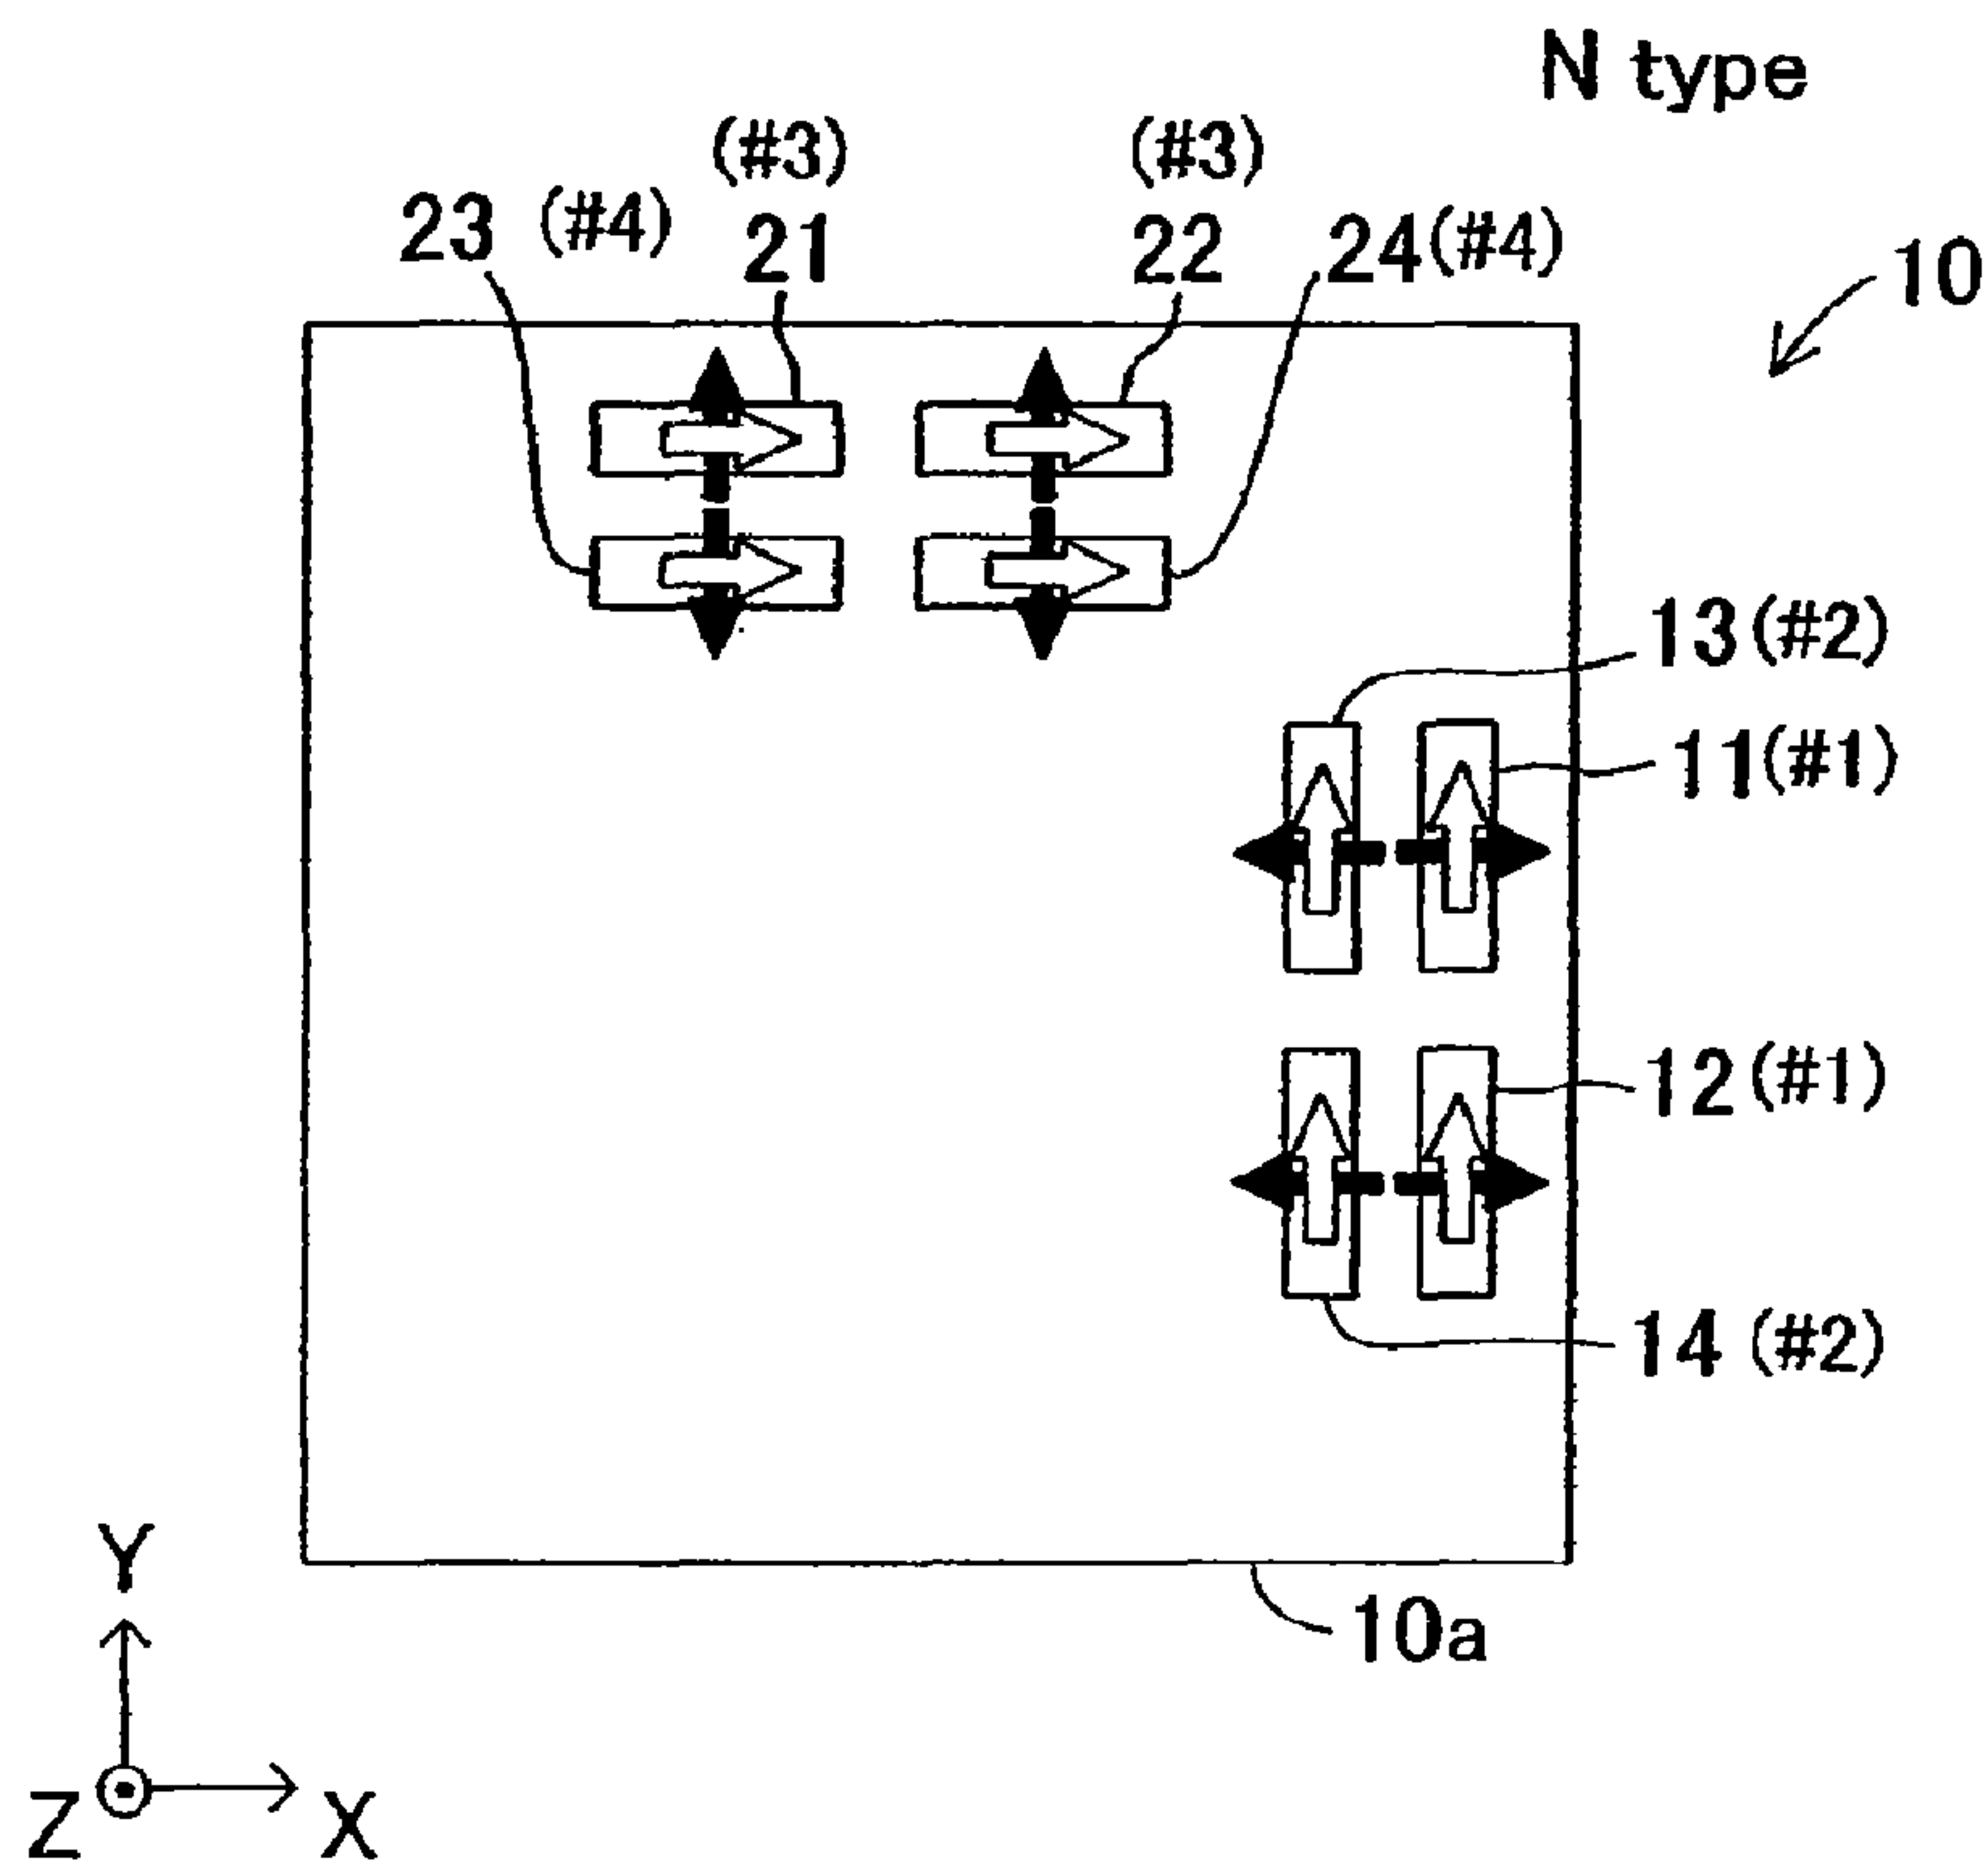 N type
(#3) (#3)
23 (#4) 21 22 24(#4)
10
13(#2)
11(#1)
12(#1)
14(#2)
10a
Y
Z X